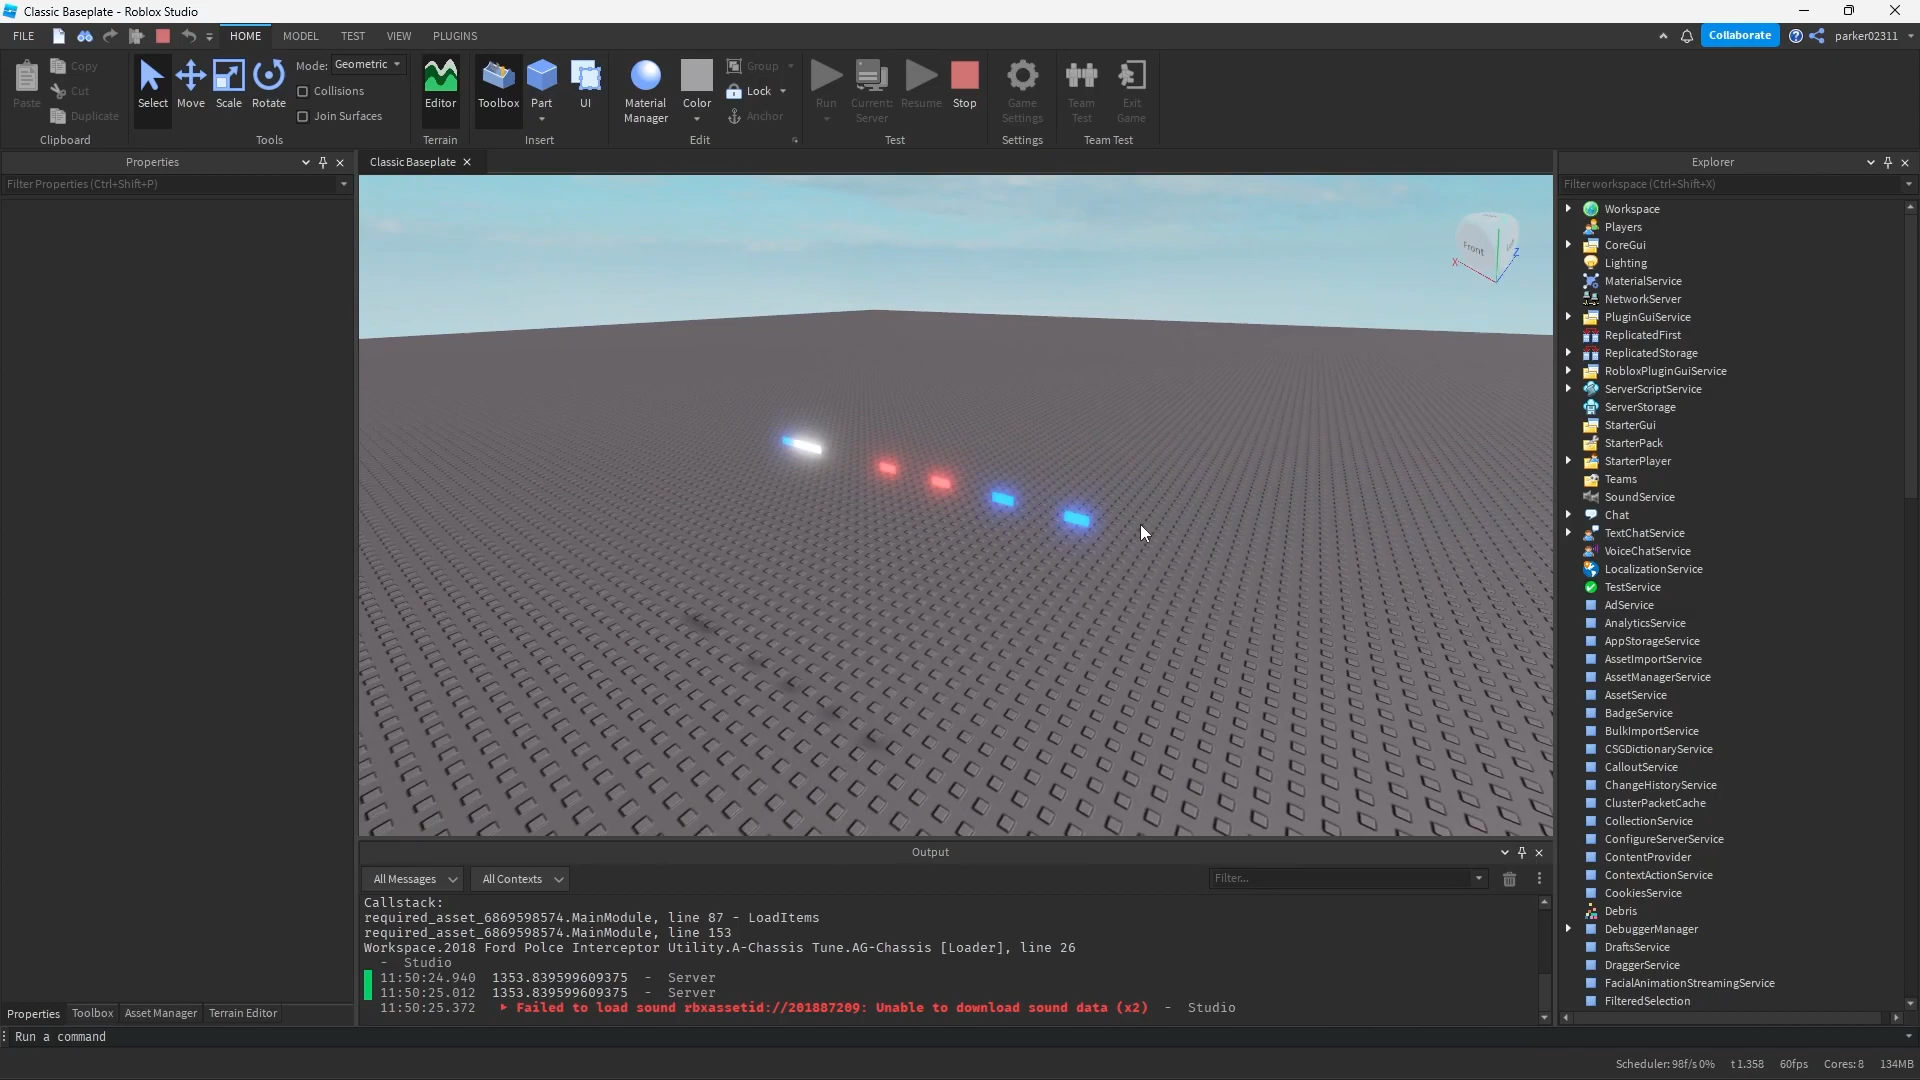 Classic Baseplate - Roblox Studio
FILE HOME MODEL TEST VIEW PLUGINS Collaborate parker02311
Paste Copy Cut Duplicate Clipboard
Select Move Scale Rotate Mode: Geometric Collisions Join Surfaces Tools
Editor Terrain
Toolbox Part UI Insert
Material Manager Color Group Lock Anchor Edit
Run Current: Server Resume Stop Test
Game Settings Settings
Team Test Exit Game Team Test
Properties
Filter Properties (Ctrl+Shift+P)
Classic Baseplate
Front
X
Z
Explorer
Filter workspace (Ctrl+Shift+X)
Workspace
Players
CoreGui
Lighting
MaterialService
NetworkServer
PluginGuiService
ReplicatedFirst
ReplicatedStorage
RobloxPluginGuiService
ServerScriptService
ServerStorage
StarterGui
StarterPack
StarterPlayer
Teams
SoundService
Chat
TextChatService
VoiceChatService
LocalizationService
TestService
AdService
AnalyticsService
AppStorageService
AssetImportService
AssetManagerService
AssetService
BadgeService
BulkImportService
CSGDictionaryService
CalloutService
ChangeHistoryService
ClusterPacketCache
CollectionService
ConfigureServerService
ContentProvider
ContextActionService
CookiesService
Debris
DebuggerManager
DraftsService
DraggerService
FacialAnimationStreamingService
FilteredSelection
Output
All Messages All Contexts Filter...
Callstack:
required_asset_6869598574.MainModule, line 87 - LoadItems
required_asset_6869598574.MainModule, line 153
Workspace.2018 Ford Polce Interceptor Utility.A-Chassis Tune.AG-Chassis [Loader], line 26
- Studio
11:50:24.940 1353.839599609375 - Server
11:50:25.012 1353.839599609375 - Server
11:50:25.372 Failed to load sound rbxassetid://201887209: Unable to download sound data (x2) - Studio
Properties Toolbox Asset Manager Terrain Editor
Run a command
Scheduler: 98f/s 0% t 1.358 60fps Cores: 8 134MB